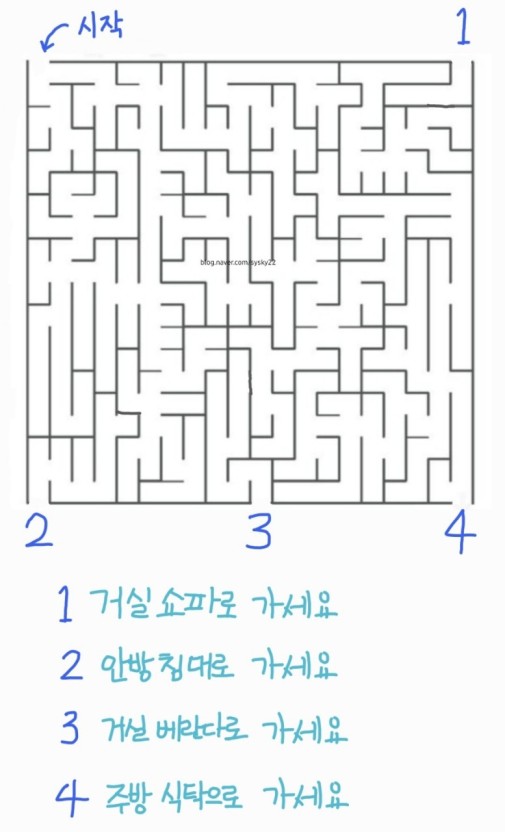 시작 1
blog.naver.com/sysky22
2 3 4
1 거실 쇼파로 가세요
2 안방 침대로 가세요
3 거실 베란다로 가세요
4 주방 식탁으로 가세요